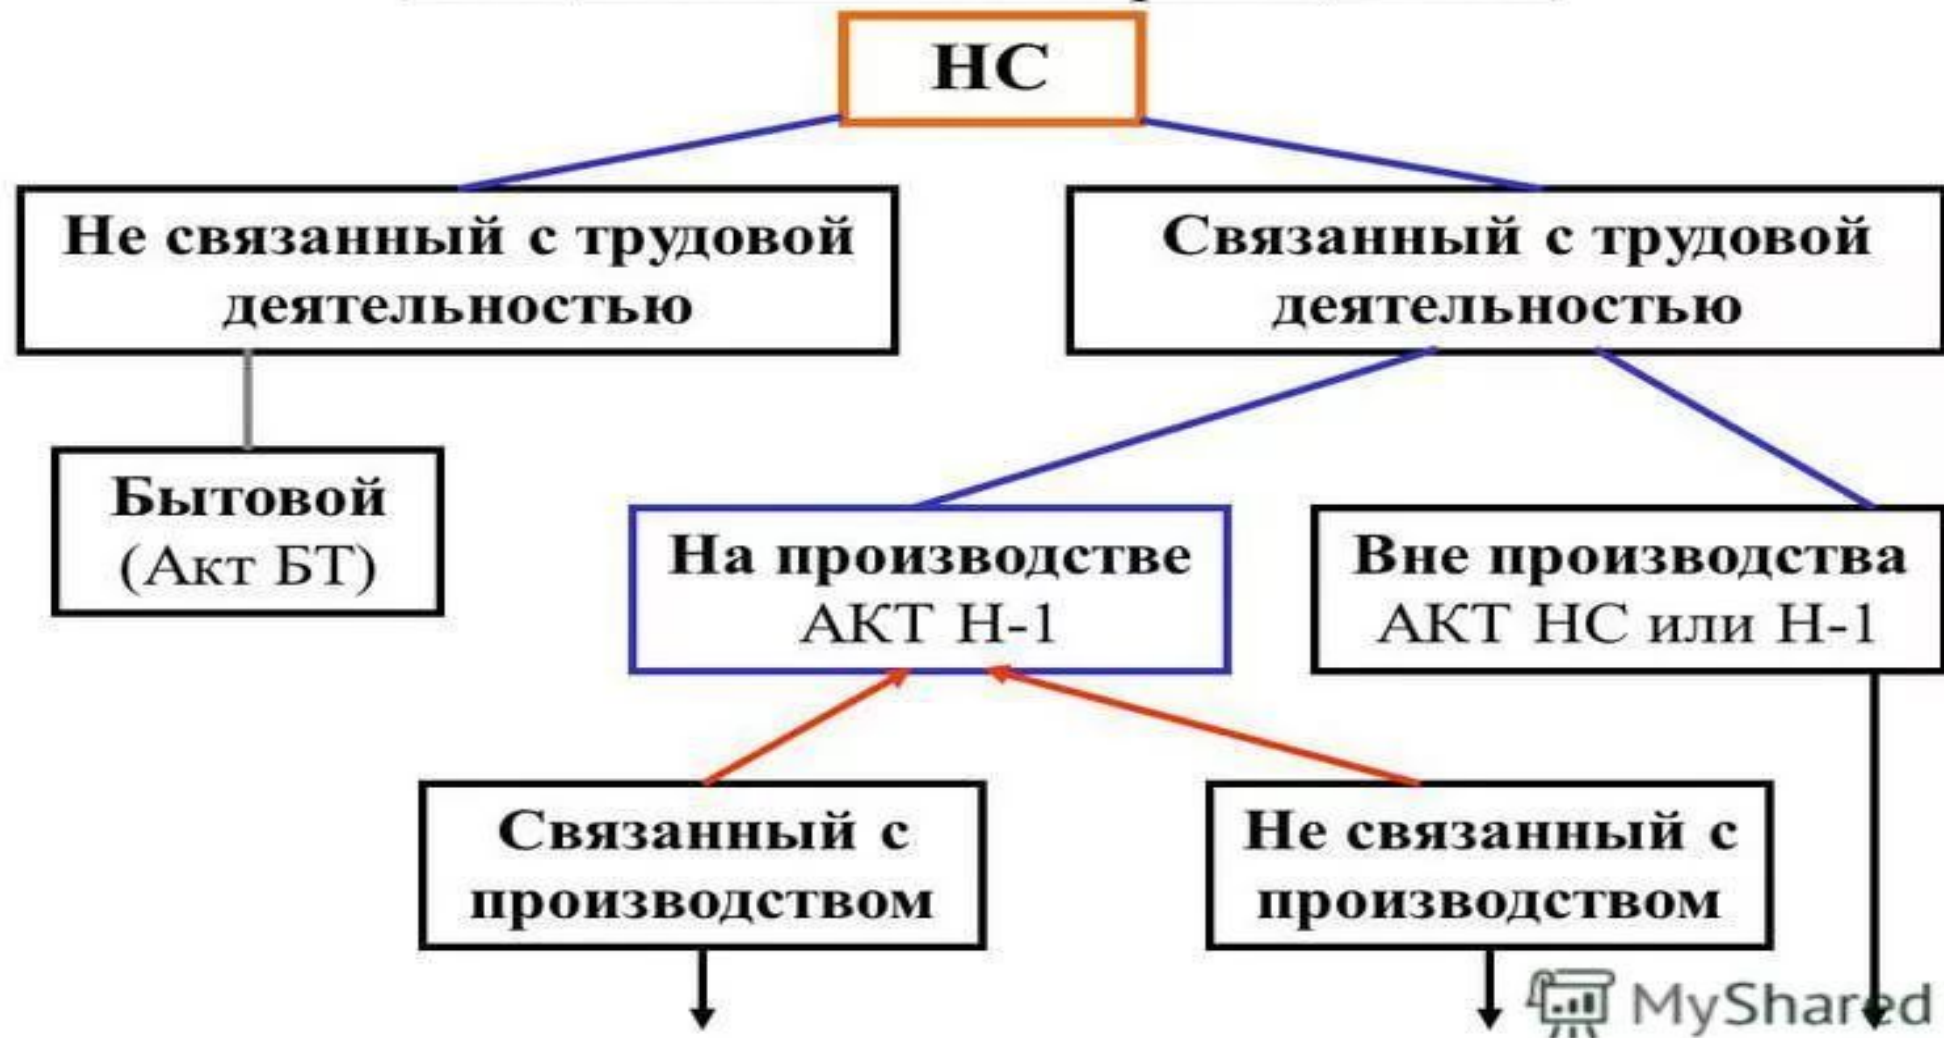 НС
Не связанный с трудовой
деятельностью
Связанный с трудовой
деятельностью
Бытовой
(Акт БТ)
На производстве
АКТ Н-1
Вне производства
АКТ НС или Н-1
Связанный с
производством
Не связанный с
производством
MyShared